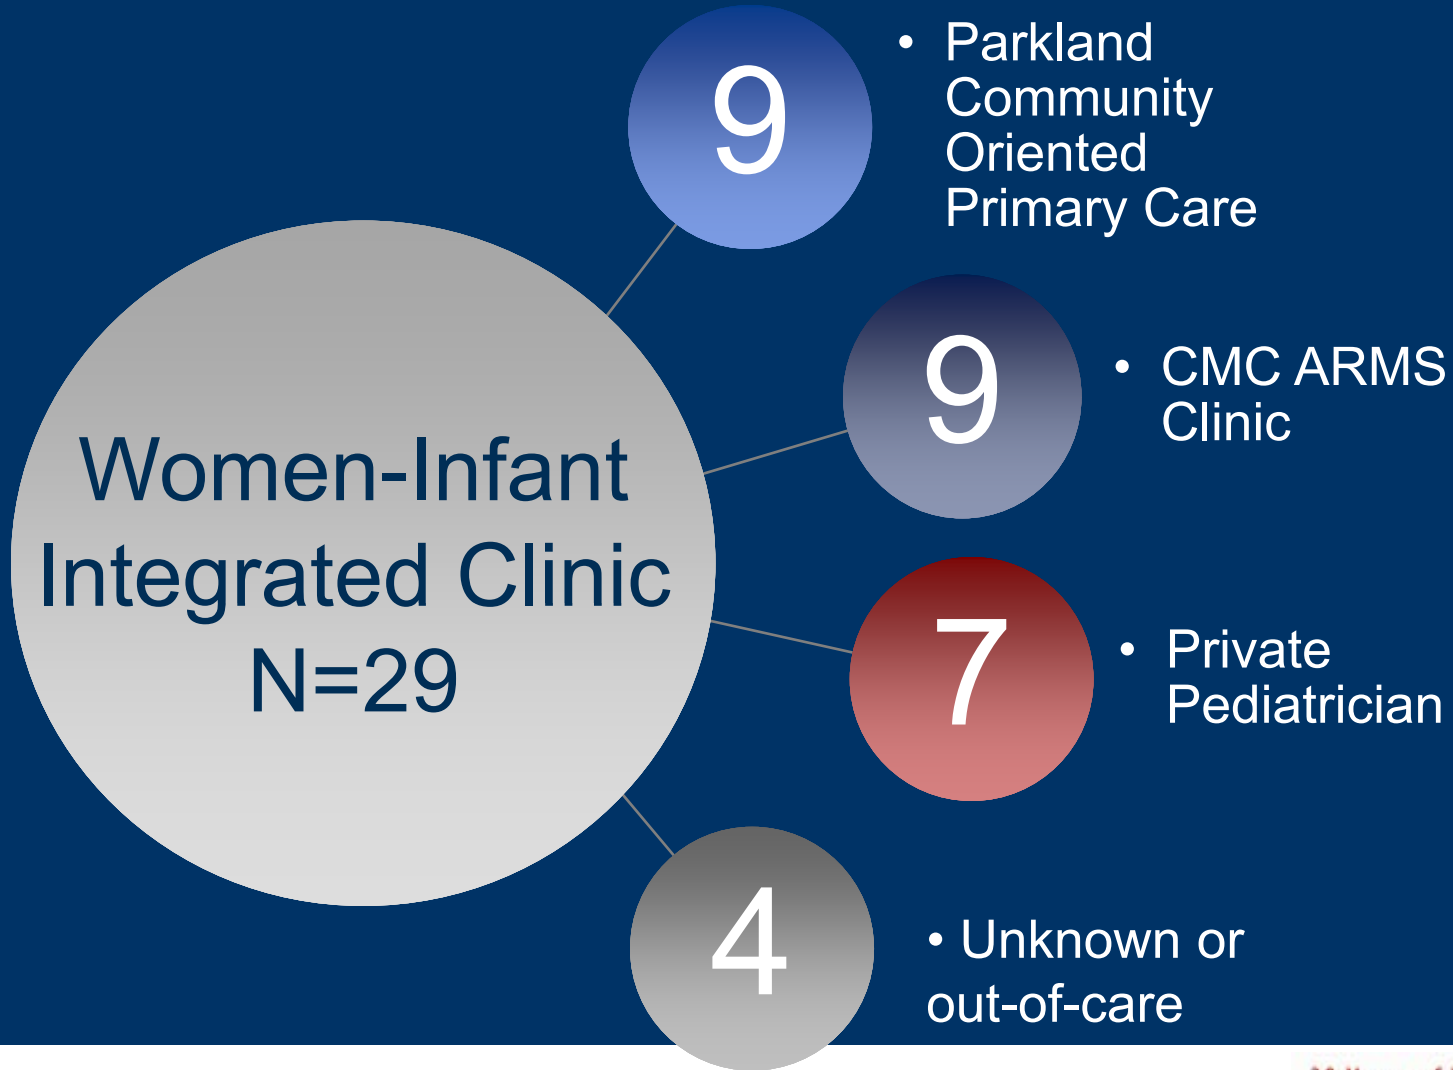 9
• Parkland
Community
Oriented
Primary Care
9
• CMC ARMS
Clinic
Women-Infant
Integrated Clinic
N=29
7
• Private
Pediatrician
4
• Unknown or
out-of-care